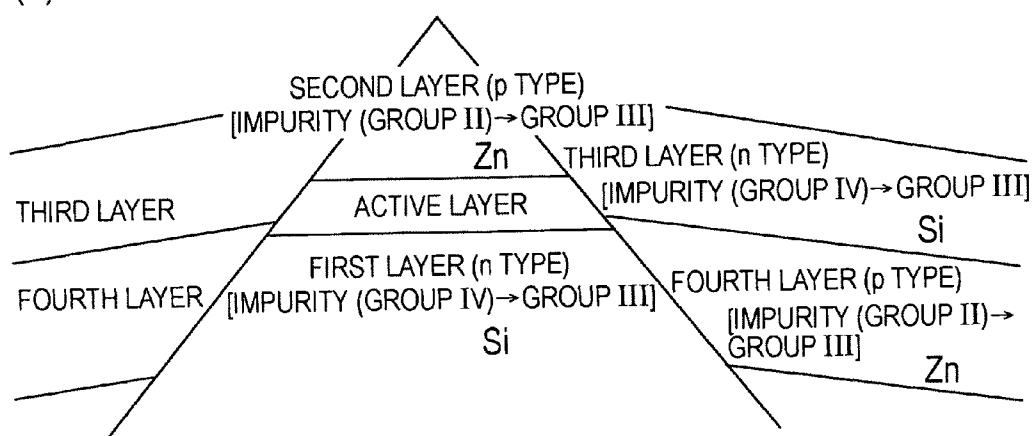 SECOND LAYER (p TYPE)
[IMPURITY (GROUP II)→GROUP III]
Zn
THIRD LAYER (n TYPE)
[IMPURITY (GROUP IV)→GROUP III]
Si
THIRD LAYER
ACTIVE LAYER
FIRST LAYER (n TYPE)
[IMPURITY (GROUP IV)→GROUP III]
Si
FOURTH LAYER
FOURTH LAYER (p TYPE)
[IMPURITY (GROUP II)→
GROUP III]
Zn